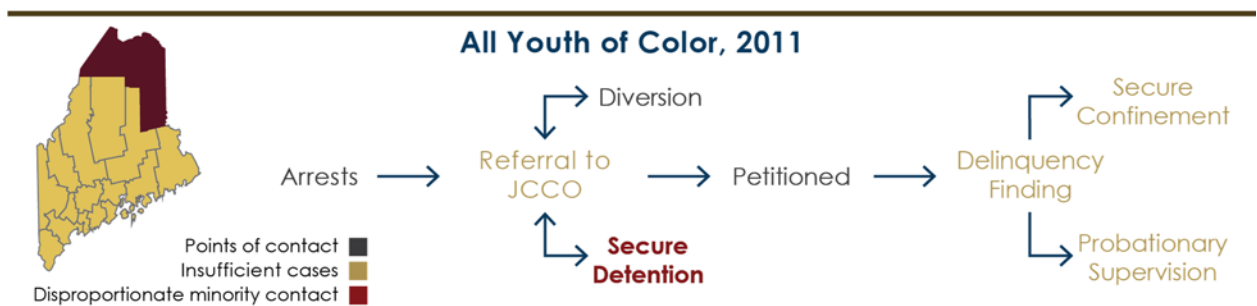 All Youth of Color, 2011
Diversion
Secure
Confinement
Arrests
Referral to
JCCO
Petitioned
Delinquency
Finding
Secure
Detention
Probationary
Supervision
Points of contact
Insufficient cases
Disproportionate minority contact